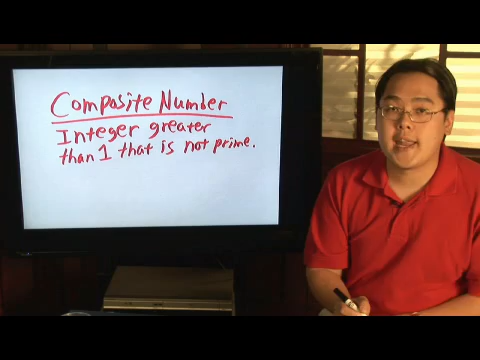 Composite Number
Integer greater
than 1 that is not prime.